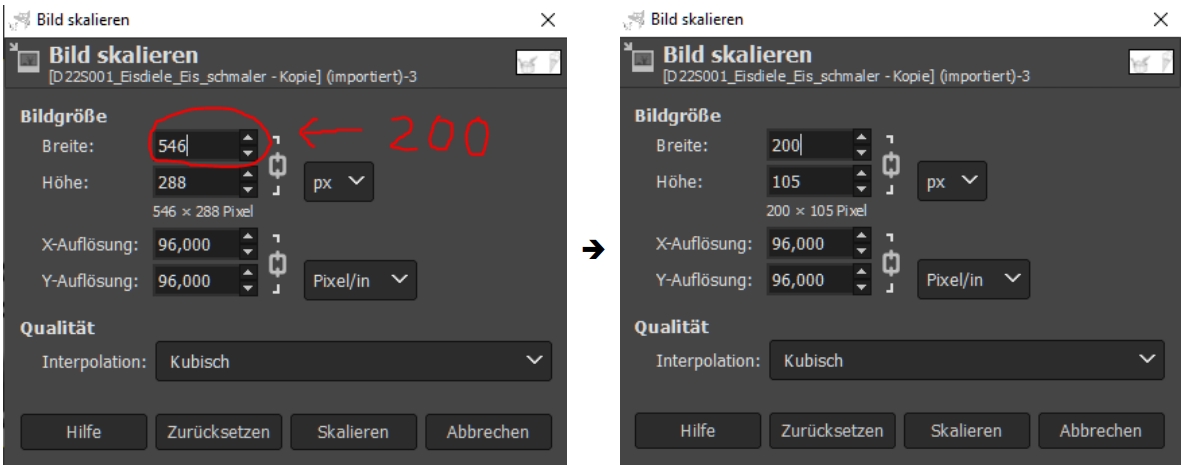 Bild skalieren
Bild skalieren
[D22S001_Eisdiele_Eis_schmaler - Kopie] (importiert)-3
Bildgröße
Breite: 546 ← 200
Höhe: 288 px
546 × 288 Pixel
X-Auflösung: 96,000
Y-Auflösung: 96,000 Pixel/in
Qualität
Interpolation: Kubisch
Hilfe Zurücksetzen Skalieren Abbrechen
➔
Bild skalieren
Bild skalieren
[D22S001_Eisdiele_Eis_schmaler - Kopie] (importiert)-3
Bildgröße
Breite: 200
Höhe: 105 px
200 × 105 Pixel
X-Auflösung: 96,000
Y-Auflösung: 96,000 Pixel/in
Qualität
Interpolation: Kubisch
Hilfe Zurücksetzen Skalieren Abbrechen